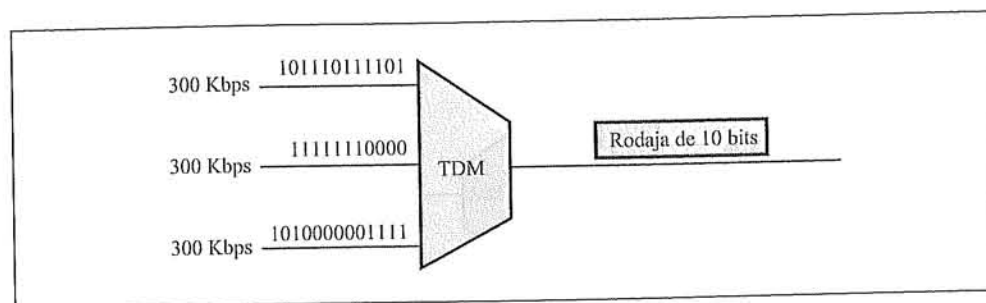 300 Kbps 101110111101
300 Kbps 11111110000
300 Kbps 1010000001111
TDM
Rodaja de 10 bits